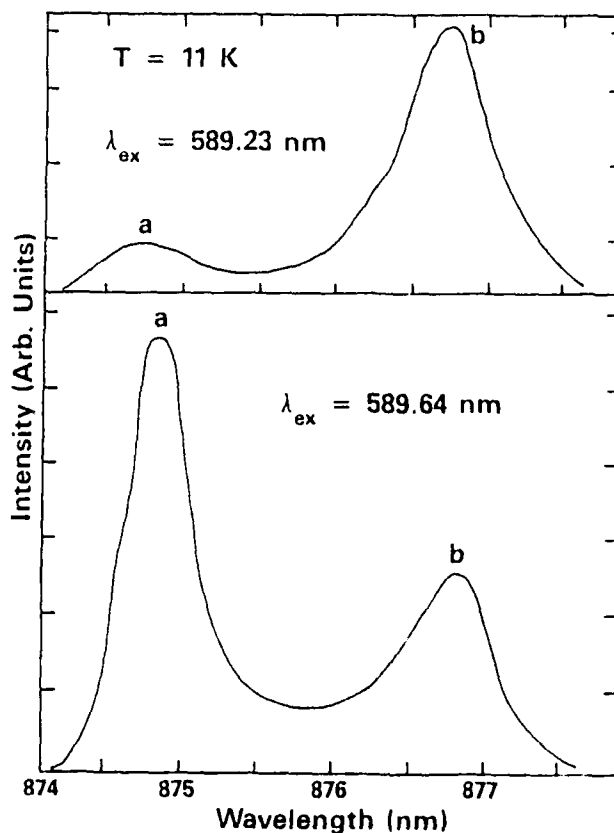 T = 11 K
b
λex = 589.23 nm
a
a
λex = 589.64 nm
b
Intensity (Arb. Units)
874 875 876 877
Wavelength (nm)